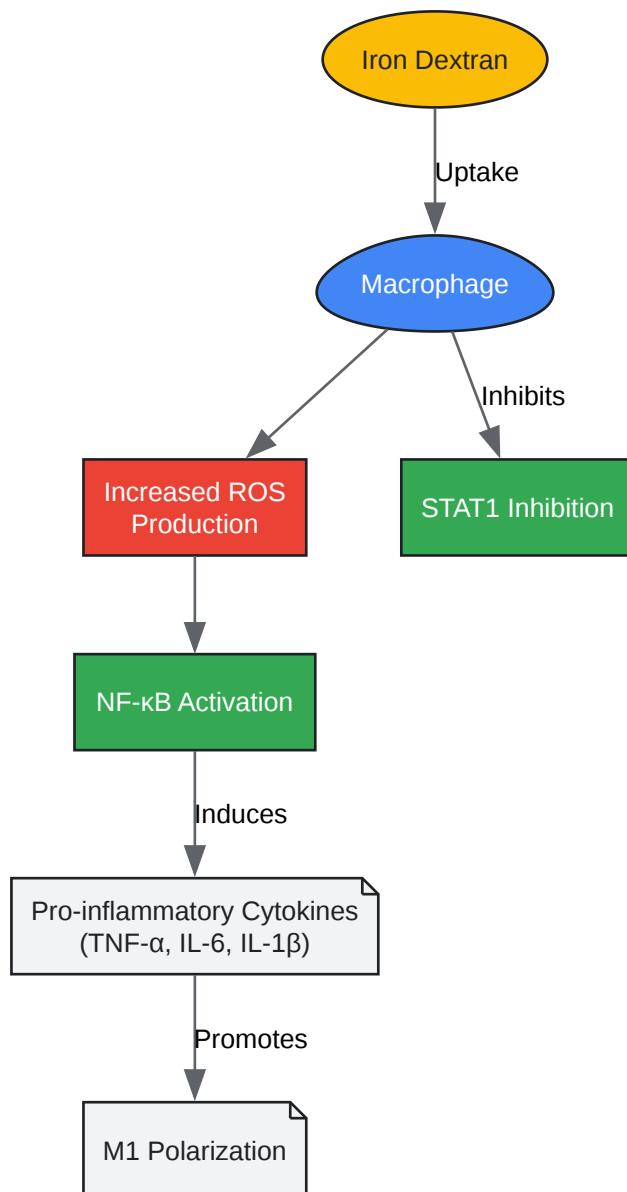 Iron Dextran
Uptake
Macrophage
Inhibits
Increased ROS
Production
STAT1 Inhibition
NF-κB Activation
Induces
Pro-inflammatory Cytokines
(TNF-α, IL-6, IL-1β)
Promotes
M1 Polarization